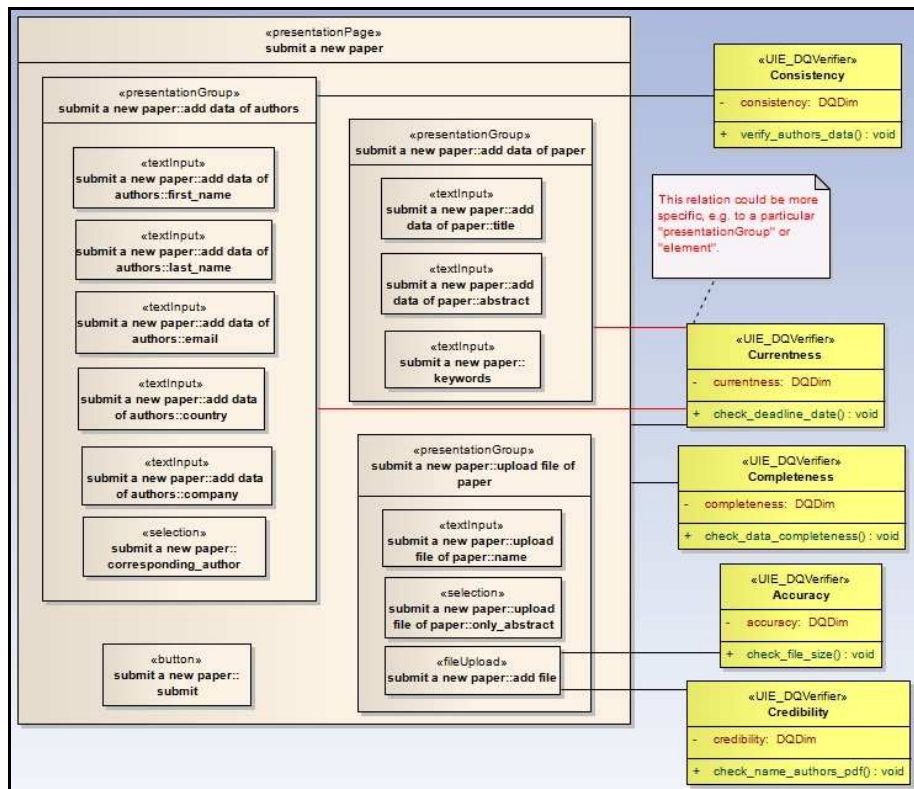 «presentationPage»
submit a new paper
«presentationGroup»
submit a new paper::add data of authors
«textInput»
submit a new paper::add data of
authors::first_name
«textInput»
submit a new paper::add data of
authors::last_name
«textInput»
submit a new paper::add data of
authors::email
«textInput»
submit a new paper::add data
of authors::country
«textInput»
submit a new paper::add data
of authors::company
«selection»
submit a new paper::
corresponding_author
«button»
submit a new paper::
submit
«presentationGroup»
submit a new paper::add data of paper
«textInput»
submit a new paper::add
data of paper::title
«textInput»
submit a new paper::add
data of paper::abstract
«textInput»
submit a new paper::
keywords
«presentationGroup»
submit a new paper::upload file of
paper
«textInput»
submit a new paper::upload
file of paper::name
«selection»
submit a new paper::upload
file of paper::only_abstract
«fileUpload»
submit a new paper::add file
«UIE_DQVerifier»
Consistency
- consistency: DQDim
+ verify_authors_data() : void
This relation could be more
specific, e.g. to a particular
"presentationGroup" or
"element".
«UIE_DQVerifier»
Currentness
- currentness: DQDim
+ check_deadline_date() : void
«UIE_DQVerifier»
Completeness
- completeness: DQDim
+ check_data_completeness() : void
«UIE_DQVerifier»
Accuracy
- accuracy: DQDim
+ check_file_size() : void
«UIE_DQVerifier»
Credibility
- credibility: DQDim
+ check_name_authors_pdf() : void